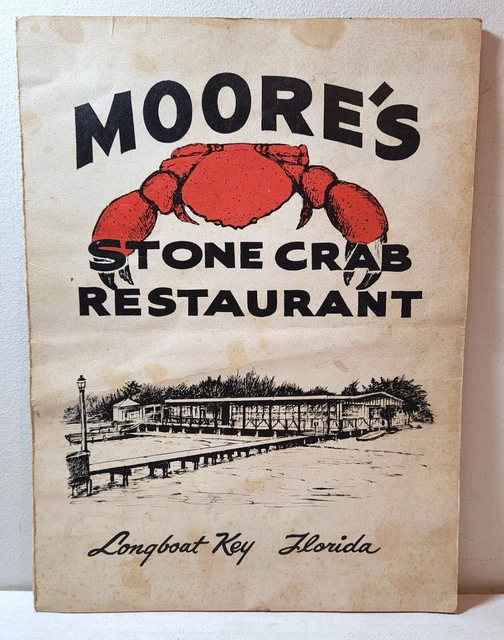 MOORE'S
STONE CRAB
RESTAURANT
Longboat Key Florida